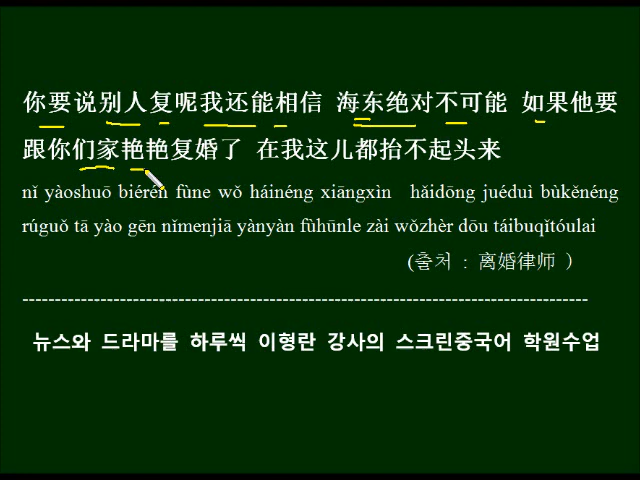 你要说别人复呢我还能相信 海东绝对不可能 如果他要
跟你们家艳艳复婚了 在我这儿都抬不起头来
nǐ yàoshuō biérén fùne wǒ háinéng xiāngxìn hǎidōng juéduì bùkěnéng
rúguǒ tā yào gēn nǐmenjiā yànyàn fùhūnle zài wǒzhèr dōu táibuqǐtóulai
(출처 : 离婚律师 )
뉴스와 드라마를 하루씩 이형란 강사의 스크린중국어 학원수업